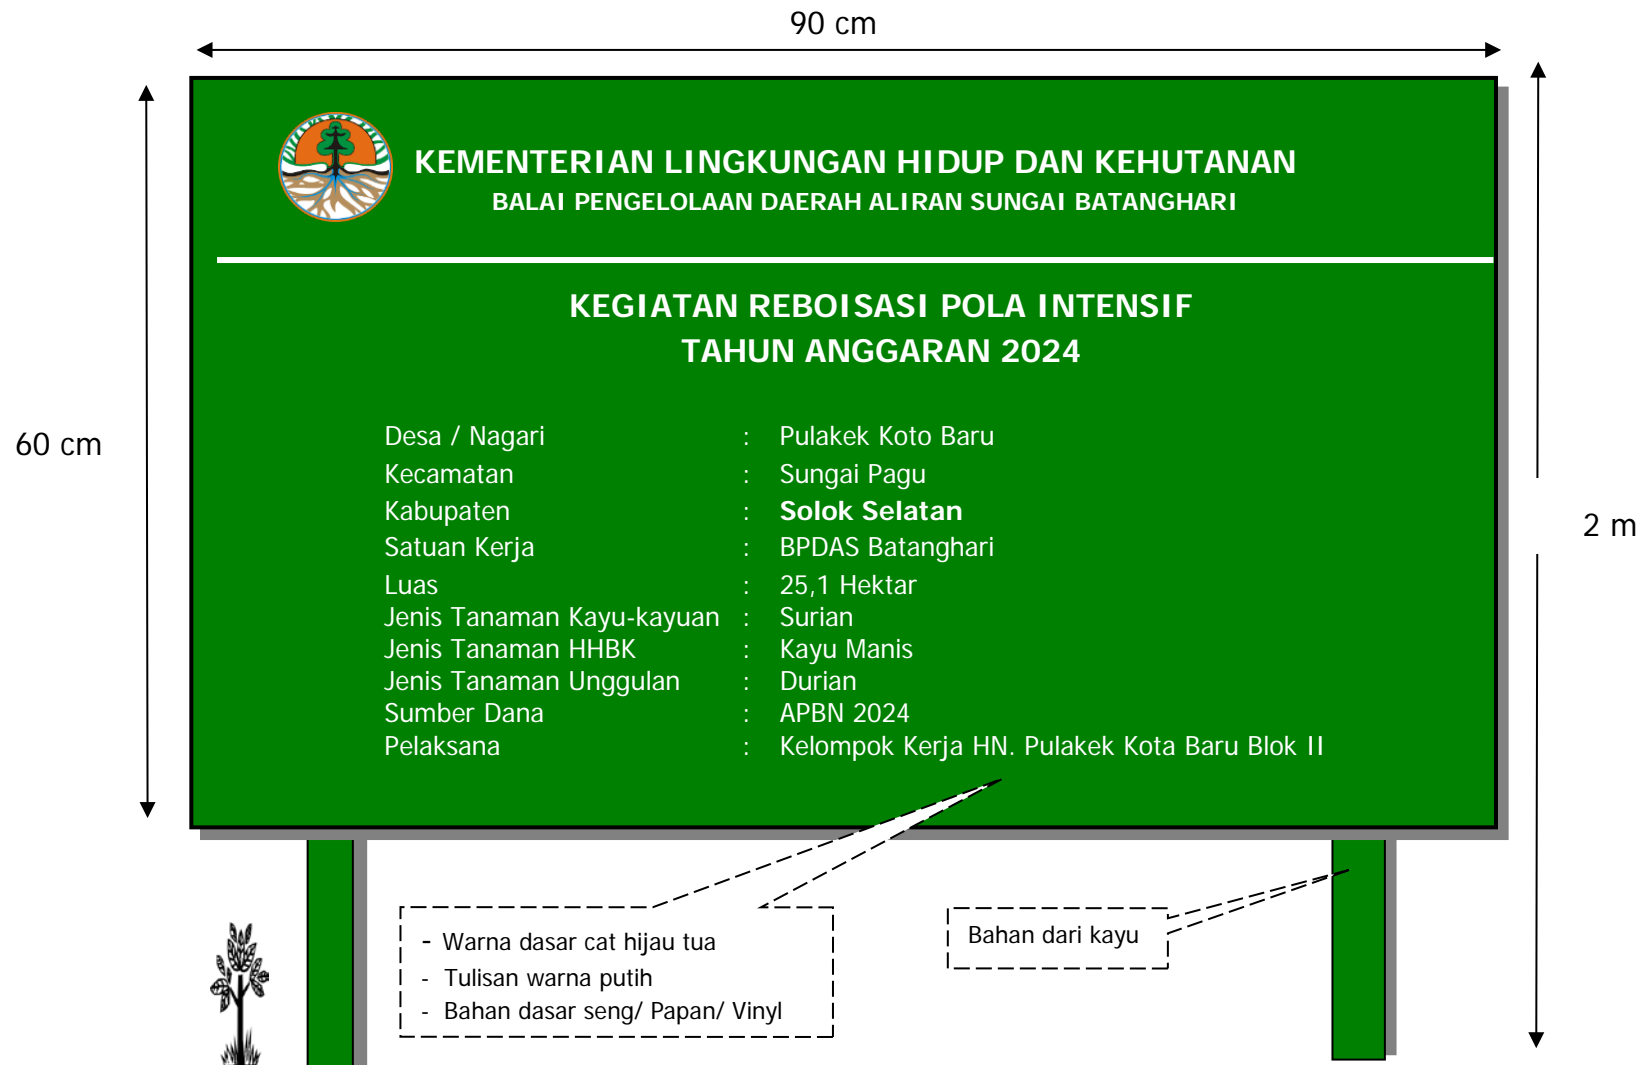 90 cm
KEMENTERIAN LINGKUNGAN HIDUP DAN KEHUTANAN
BALAI PENGELOLAAN DAERAH ALIRAN SUNGAI BATANGHARI
KEGIATAN REBOISASI POLA INTENSIF
TAHUN ANGGARAN 2024
60 cm
2 m
Desa / Nagari : Pulakek Koto Baru
Kecamatan : Sungai Pagu
Kabupaten : Solok Selatan
Satuan Kerja : BPDAS Batanghari
Luas : 25,1 Hektar
Jenis Tanaman Kayu-kayuan : Surian
Jenis Tanaman HHBK : Kayu Manis
Jenis Tanaman Unggulan : Durian
Sumber Dana : APBN 2024
Pelaksana : Kelompok Kerja HN. Pulakek Kota Baru Blok II
- Warna dasar cat hijau tua
- Tulisan warna putih
- Bahan dasar seng/ Papan/ Vinyl
Bahan dari kayu